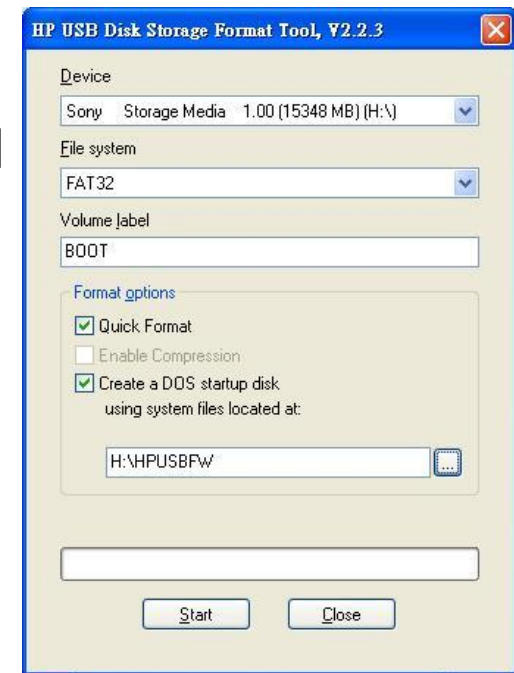 HP USB Disk Storage Format Tool, V2.2.3
Device
Sony Storage Media 1.00 (15348 MB) (H:\)
File system
FAT32
Volume label
BOOT
Format options
Quick Format
Enable Compression
Create a DOS startup disk
using system files located at:
H:\HPUSBFW
...
Start Close